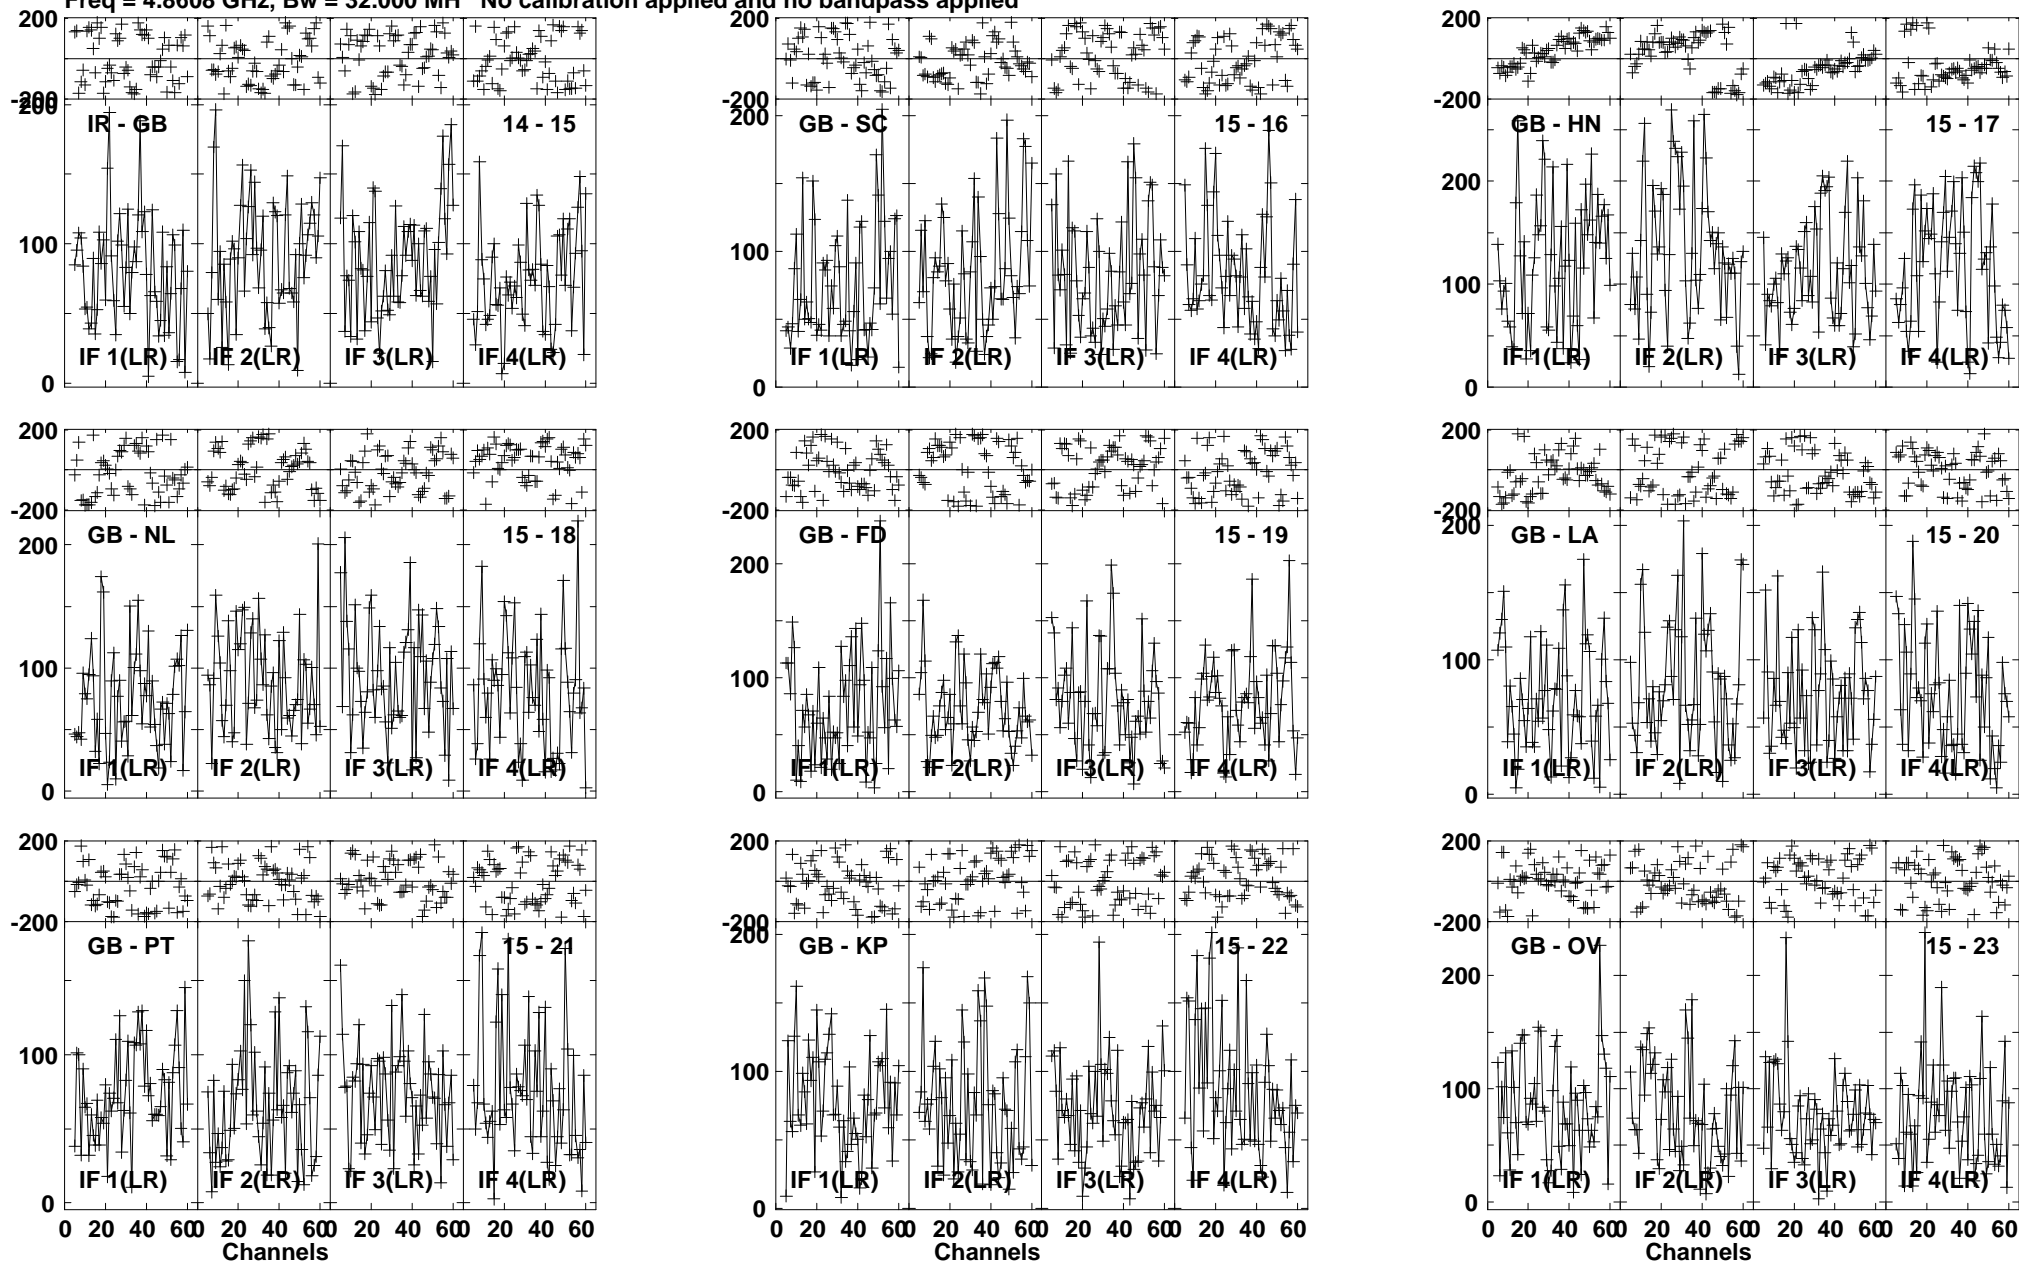 Freq = 4.8608 GHz, Bw = 32.000 MH   No calibration applied and no bandpass applied
200
-200
200
100
0
IR - GB
14 - 15
IF 1(LR)
IF 2(LR)
IF 3(LR)
IF 4(LR)
200
-200
200
100
0
GB - SC
15 - 16
IF 1(LR)
IF 2(LR)
IF 3(LR)
IF 4(LR)
200
-200
200
100
0
GB - HN
15 - 17
IF 1(LR)
IF 2(LR)
IF 3(LR)
IF 4(LR)
200
-200
200
100
0
GB - NL
15 - 18
IF 1(LR)
IF 2(LR)
IF 3(LR)
IF 4(LR)
200
-200
200
100
0
GB - FD
15 - 19
IF 1(LR)
IF 2(LR)
IF 3(LR)
IF 4(LR)
200
-200
200
100
0
GB - LA
15 - 20
IF 1(LR)
IF 2(LR)
IF 3(LR)
IF 4(LR)
200
-200
100
0
GB - PT
15 - 21
IF 1(LR)
IF 2(LR)
IF 3(LR)
IF 4(LR)
0 20 40 60 0 20 40 60 0 20 40 60 0 20 40 60
Channels
200
-200
200
100
0
GB - KP
15 - 22
IF 1(LR)
IF 2(LR)
IF 3(LR)
IF 4(LR)
0 20 40 60 0 20 40 60 0 20 40 60 0 20 40 60
Channels
200
-200
200
100
0
GB - OV
15 - 23
IF 1(LR)
IF 2(LR)
IF 3(LR)
IF 4(LR)
0 20 40 60 0 20 40 60 0 20 40 60 0 20 40 60
Channels